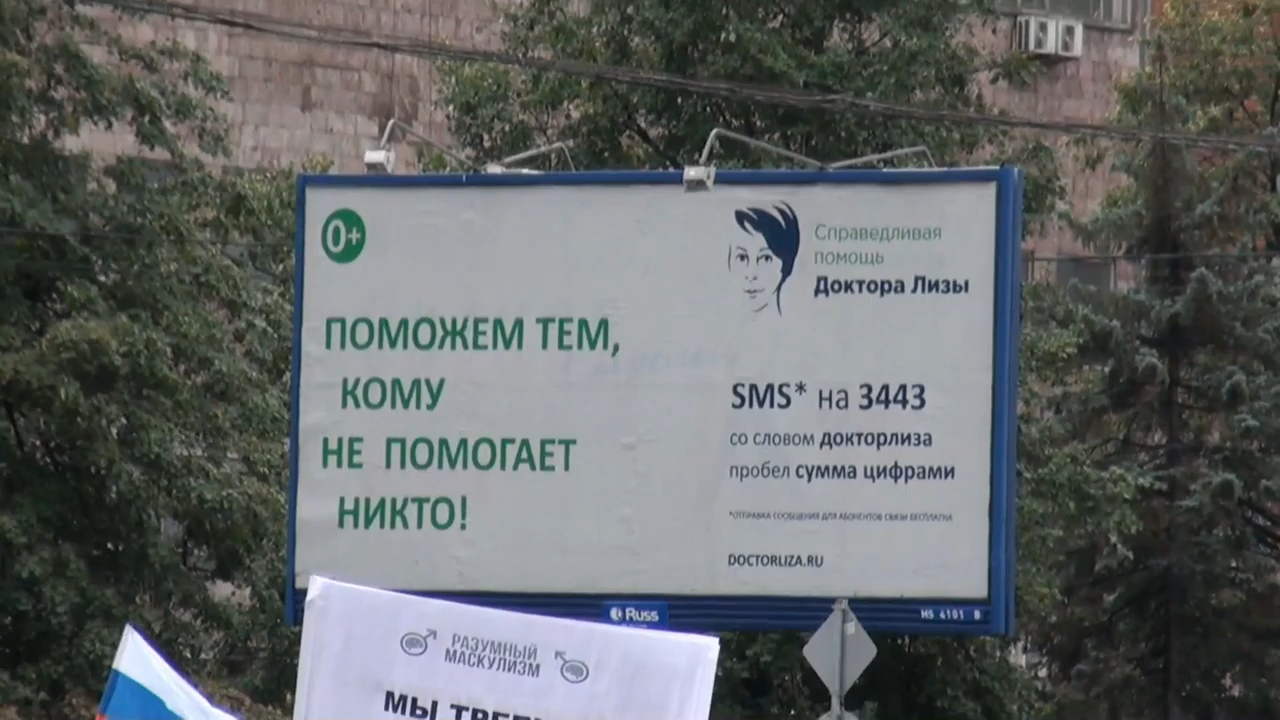 0+
Справедливая
помощь
Доктора Лизы
ПОМОЖЕМ ТЕМ,
КОМУ
НЕ ПОМОГАЕТ
НИКТО!
SMS* на 3443
со словом докторлиза
пробел сумма цифрами
*ОТПРАВКА СООБЩЕНИЯ ДЛЯ АБОНЕНТОВ СВЯЗИ БЕСПЛАТНА
DOCTORLIZA.RU
Russ
MS 4101 B
РАЗУМНЫЙ
МАСКУЛИЗМ
МЫ